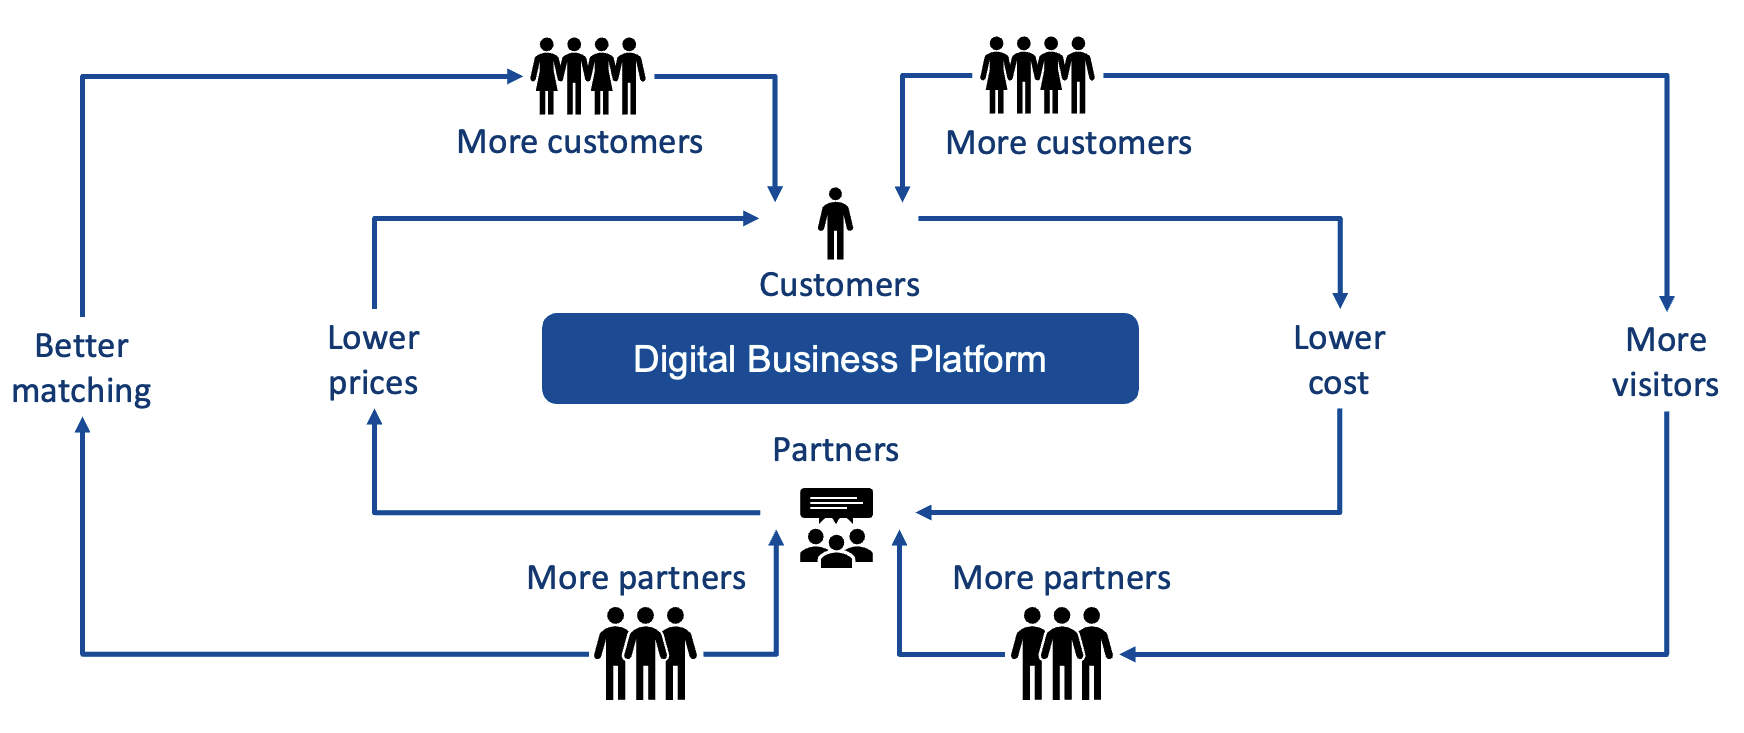 More customers
More customers
Customers
Better
matching
Lower
prices
Digital Business Platform
Lower
cost
More
visitors
Partners
More partners
More partners